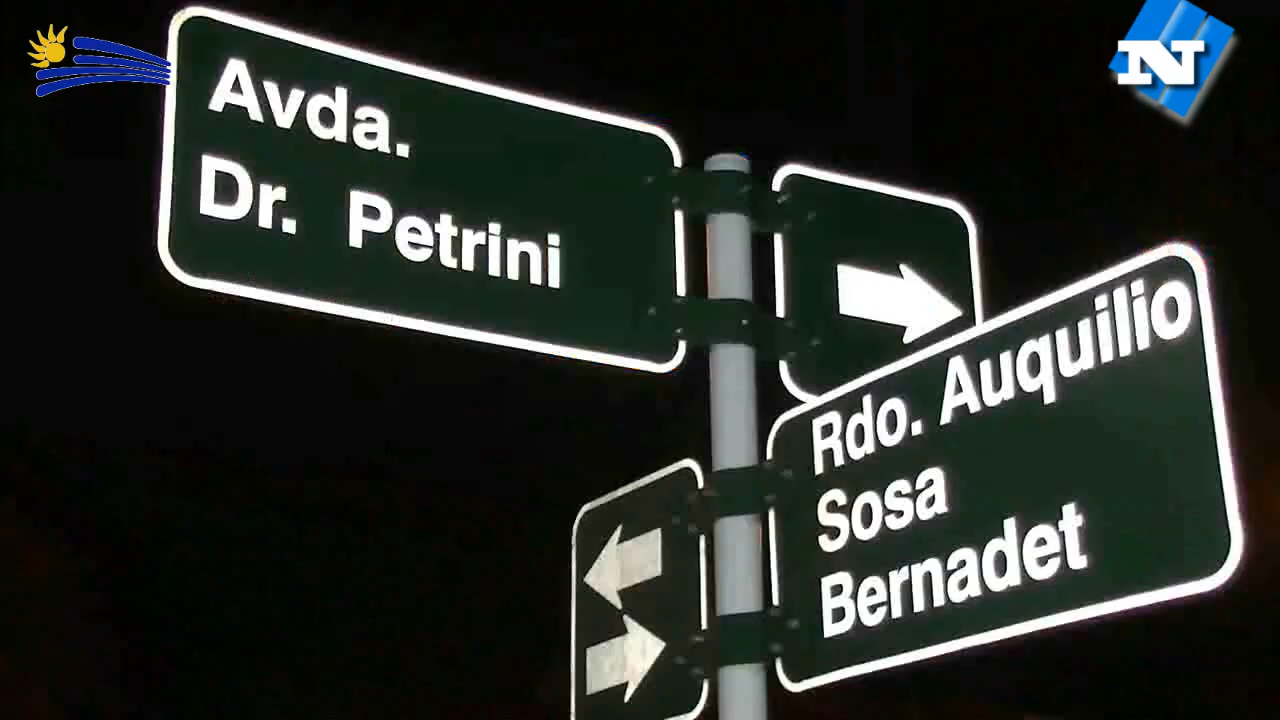 Avda.
Dr. Petrini
Rdo. Auquilio
Sosa
Bernadet
N